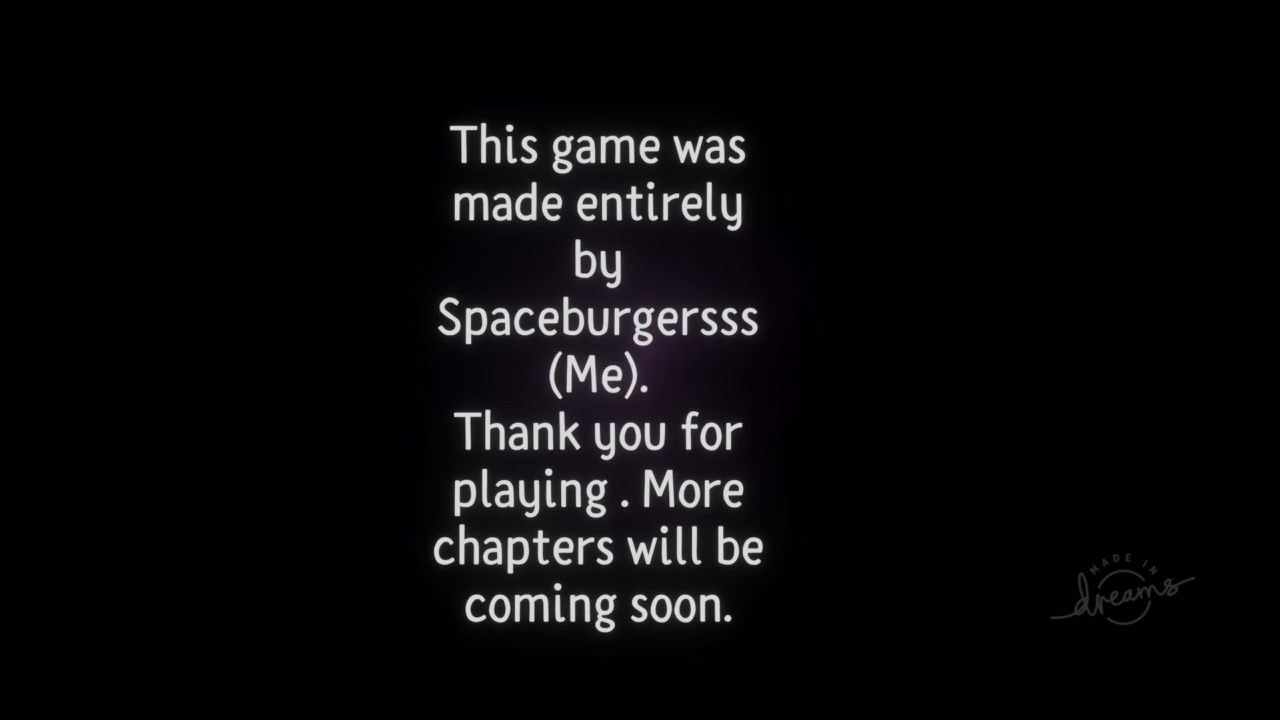 This game was
made entirely
by
Spaceburgersss
(Me).
Thank you for
playing . More
chapters will be
coming soon.
MADE IN
dreams